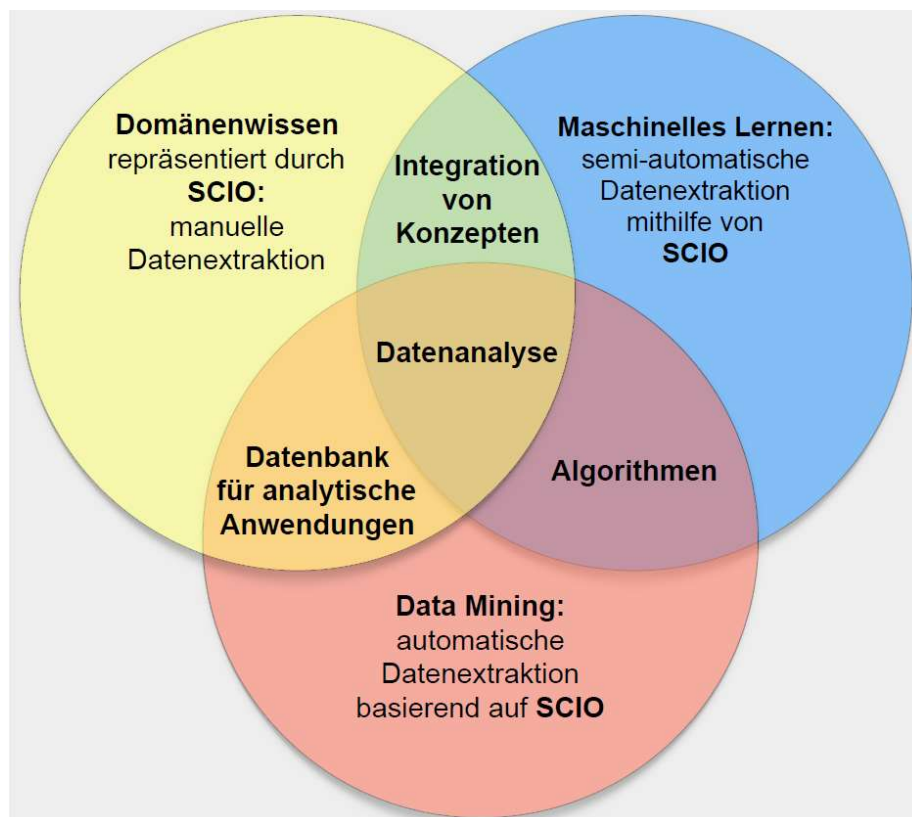 Domänenwissen
repräsentiert durch
SCIO:
manuelle
Datenextraktion
Integration
von
Konzepten
Maschinelles Lernen:
semi-automatische
Datenextraktion
mithilfe von
SCIO
Datenanalyse
Datenbank
für analytische
Anwendungen
Algorithmen
Data Mining:
automatische
Datenextraktion
basierend auf SCIO